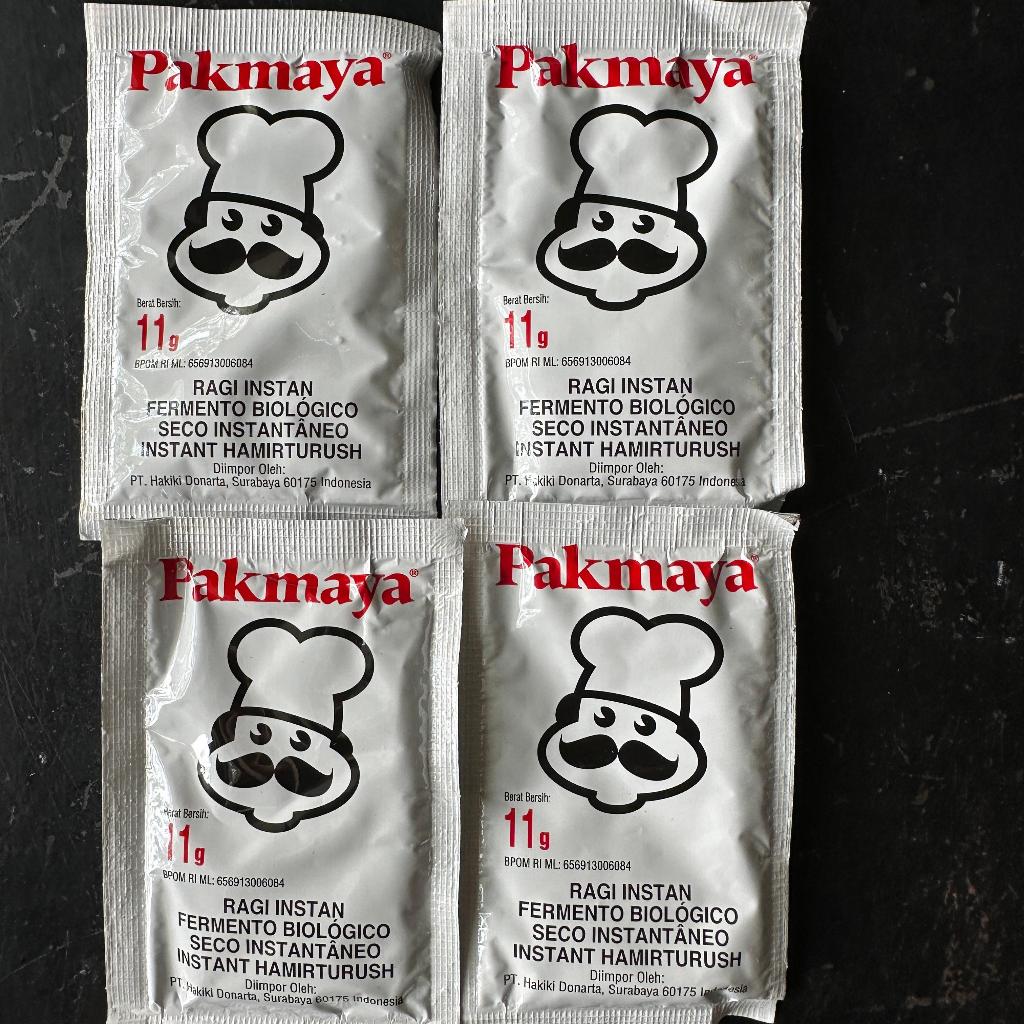 Pakmaya®
Berat Bersih:
11g
BPOM RI ML: 656913006084
RAGI INSTAN
FERMENTO BIOLÓGICO
SECO INSTANTÂNEO
INSTANT HAMIRTURUSH
Diimpor Oleh:
PT. Hakiki Donarta, Surabaya 60175 Indonesia
Pakmaya®
Berat Bersih:
11g
BPOM RI ML: 656913006084
RAGI INSTAN
FERMENTO BIOLÓGICO
SECO INSTANTÂNEO
INSTANT HAMIRTURUSH
Diimpor Oleh:
PT. Hakiki Donarta, Surabaya 60175 Indonesia
Pakmaya®
Berat Bersih:
11g
BPOM RI ML: 656913006084
RAGI INSTAN
FERMENTO BIOLÓGICO
SECO INSTANTÂNEO
INSTANT HAMIRTURUSH
Diimpor Oleh:
PT. Hakiki Donarta, Surabaya 60175 Indonesia
Pakmaya®
Berat Bersih:
11g
BPOM RI ML: 656913006084
RAGI INSTAN
FERMENTO BIOLÓGICO
SECO INSTANTÂNEO
INSTANT HAMIRTURUSH
Diimpor Oleh:
PT. Hakiki Donarta, Surabaya 60175 Indonesia